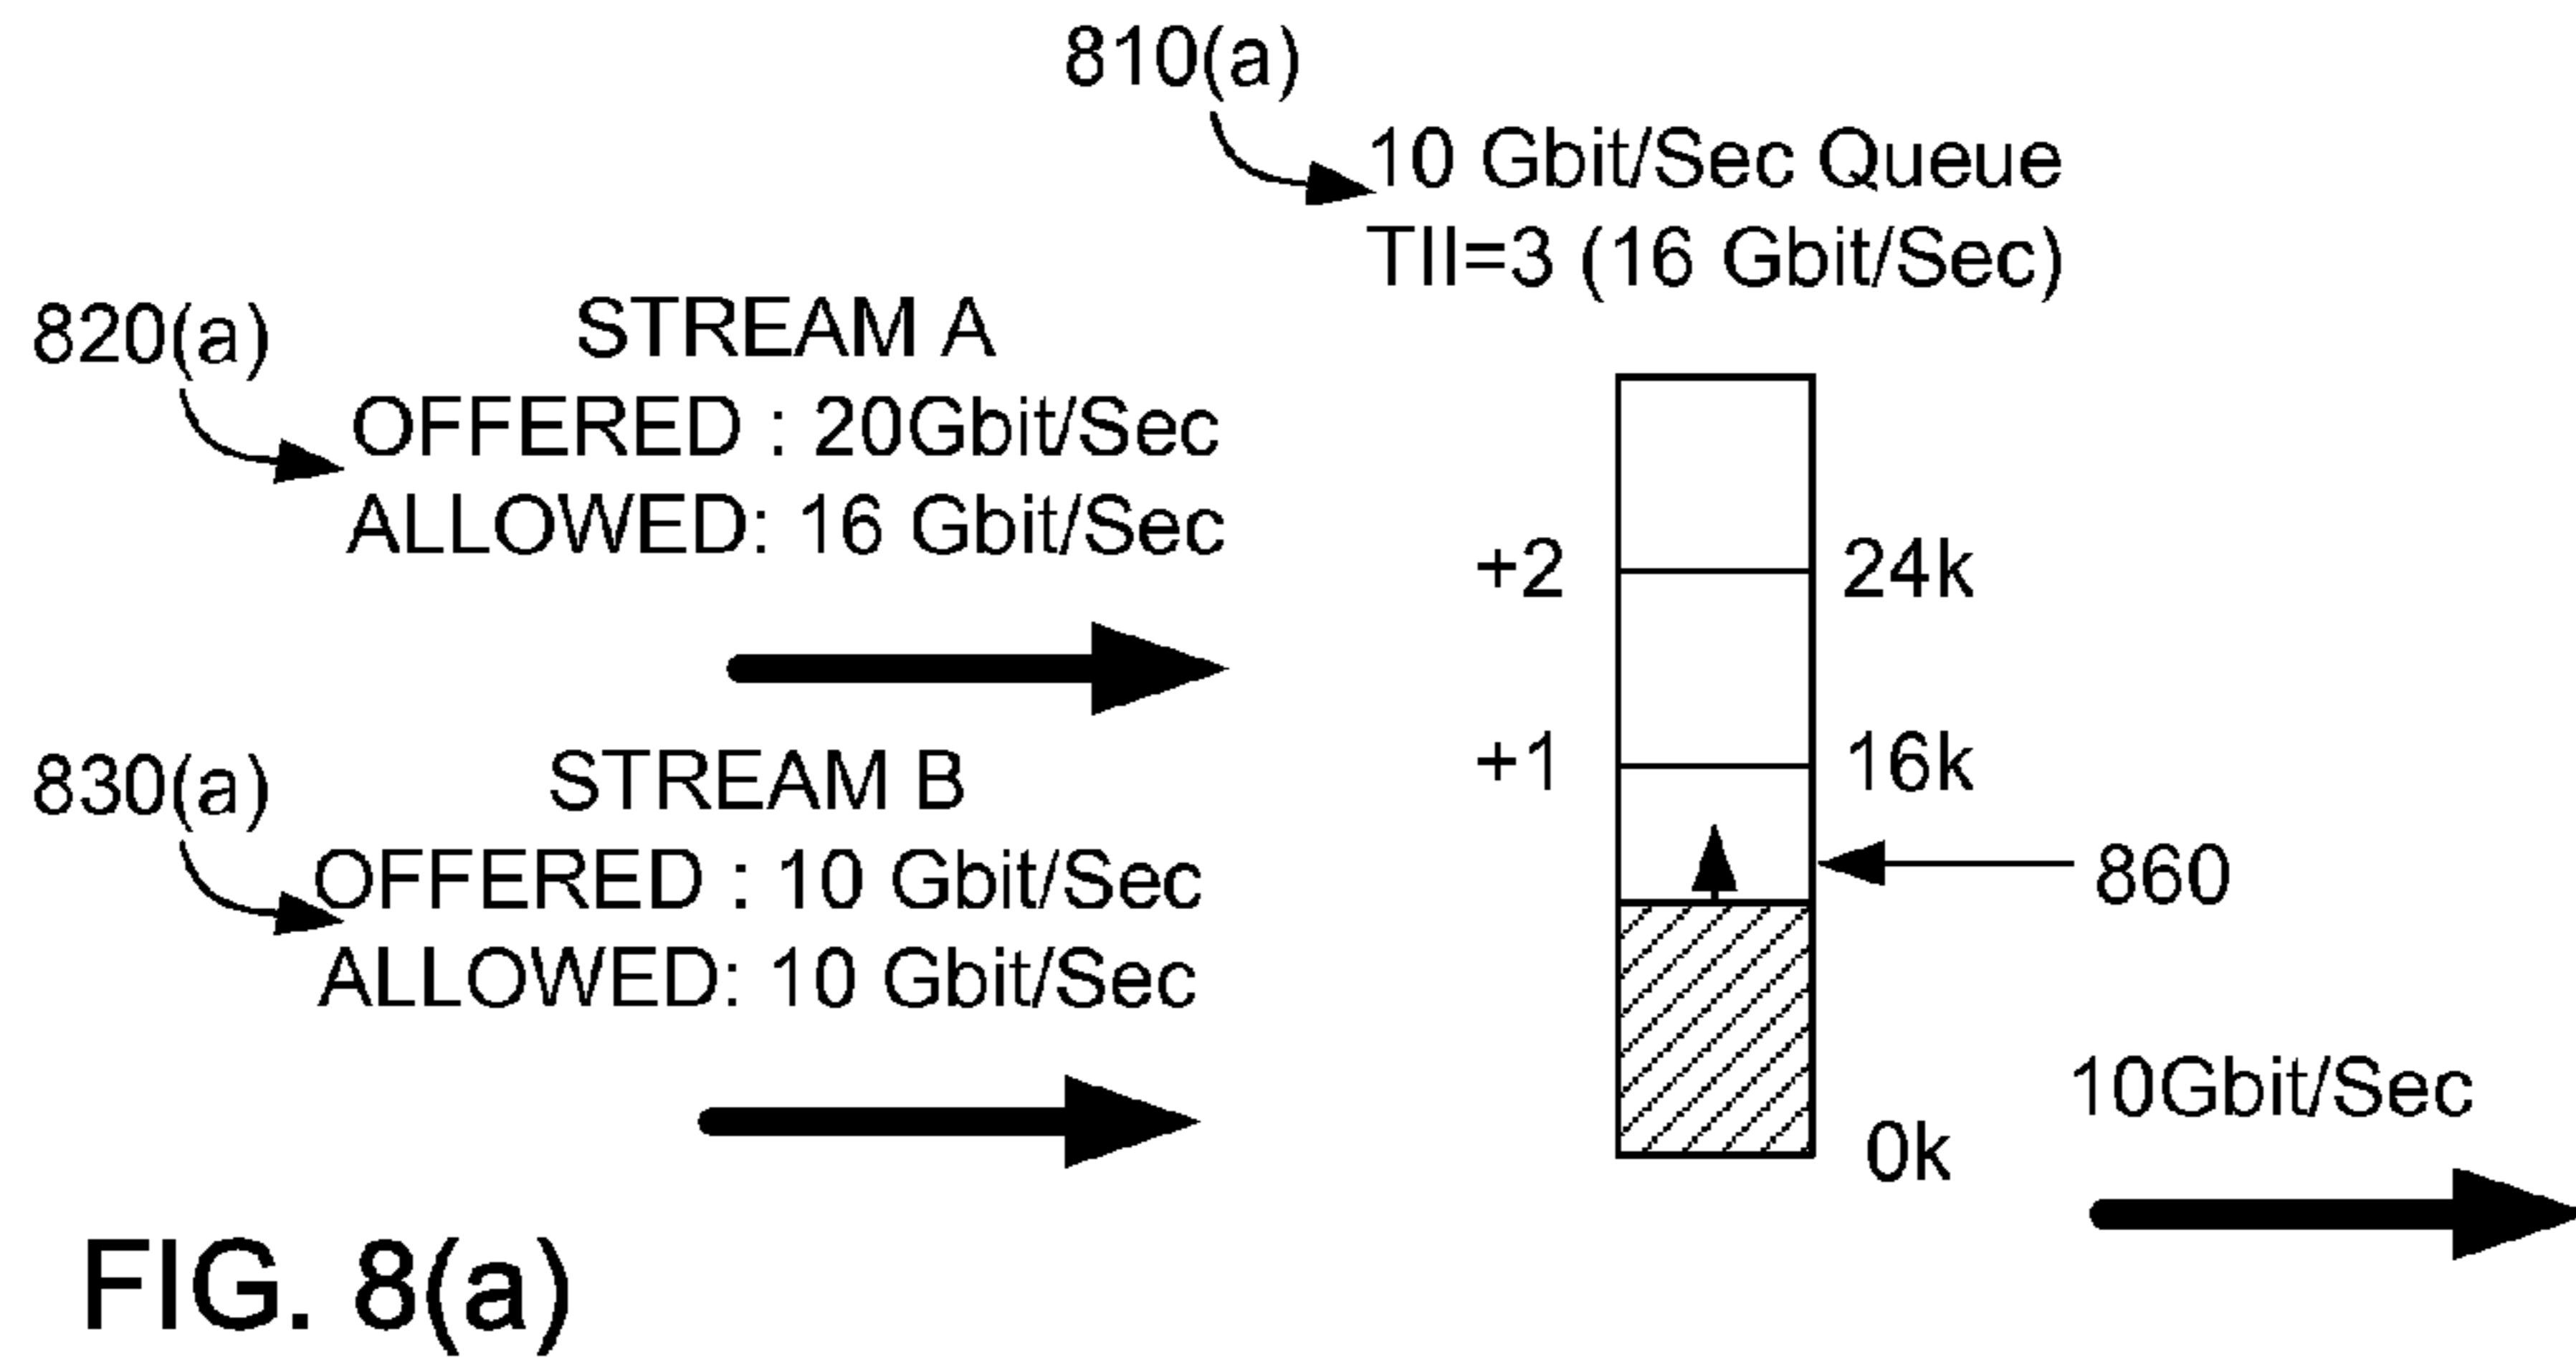 810(a)
10 Gbit/Sec Queue
TII=3 (16 Gbit/Sec)
820(a)
STREAM A
OFFERED : 20Gbit/Sec
ALLOWED: 16 Gbit/Sec
+2
24k
+1
16k
830(a)
STREAM B
OFFERED : 10 Gbit/Sec
ALLOWED: 10 Gbit/Sec
860
0k
10Gbit/Sec
FIG. 8(a)